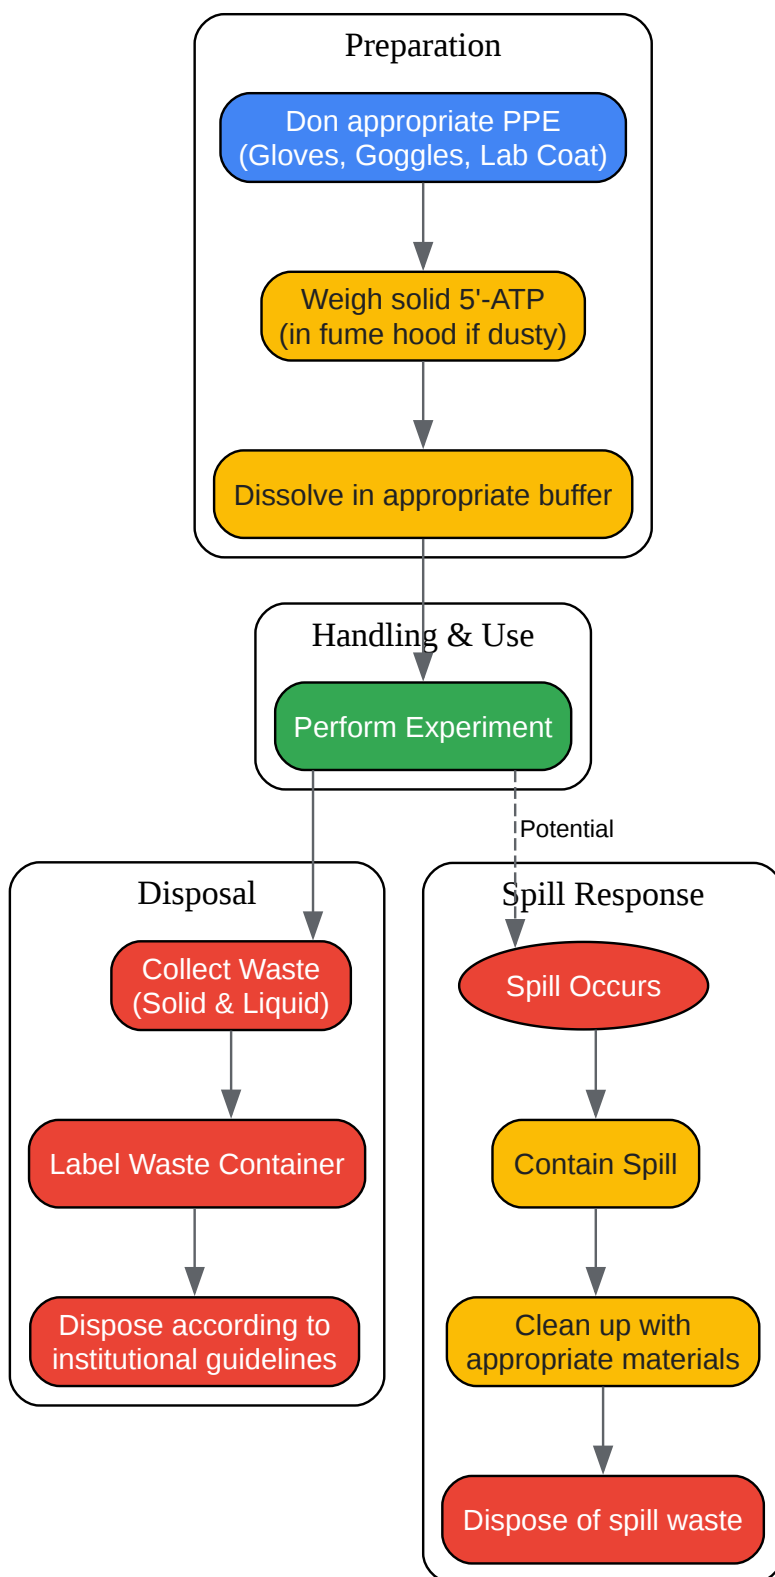 Preparation
Don appropriate PPE
(Gloves, Goggles, Lab Coat)
Weigh solid 5'-ATP
(in fume hood if dusty)
Dissolve in appropriate buffer
Handling & Use
Perform Experiment
Potential
Disposal
Collect Waste
(Solid & Liquid)
Label Waste Container
Dispose according to
institutional guidelines
Spill Response
Spill Occurs
Contain Spill
Clean up with
appropriate materials
Dispose of spill waste